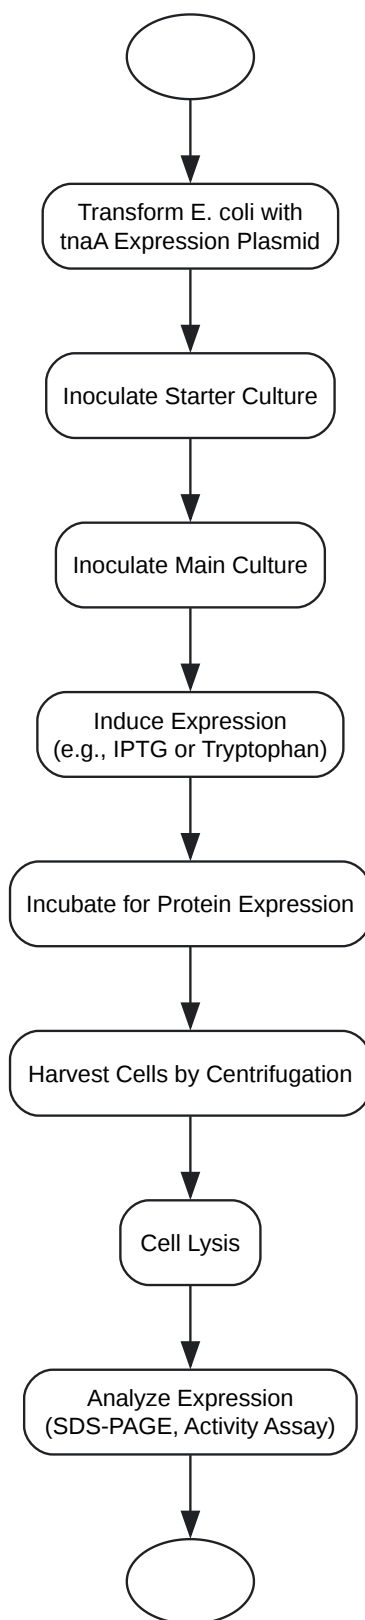 Transform E. coli with
tnaA Expression Plasmid
Inoculate Starter Culture
Inoculate Main Culture
Induce Expression
(e.g., IPTG or Tryptophan)
Incubate for Protein Expression
Harvest Cells by Centrifugation
Cell Lysis
Analyze Expression
(SDS-PAGE, Activity Assay)